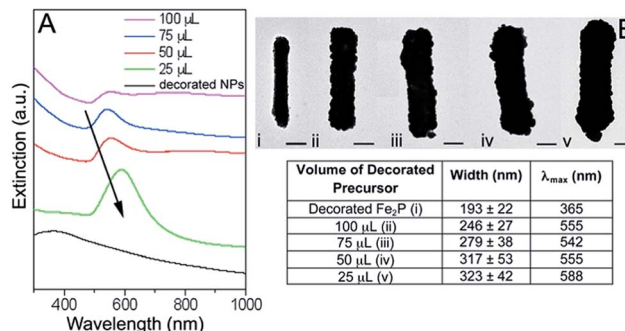 A
100 µL
75 µL
50 µL
25 µL
decorated NPs
Extinction (a.u.)
400 600 800 1000
Wavelength (nm)
B
i ii iii iv v
Volume of Decorated Precursor Width (nm) λmax (nm)
Decorated Fe₂P (i) 193 ± 22 365
100 µL (ii) 246 ± 27 555
75 µL (iii) 279 ± 38 542
50 µL (iv) 317 ± 53 555
25 µL (v) 323 ± 42 588